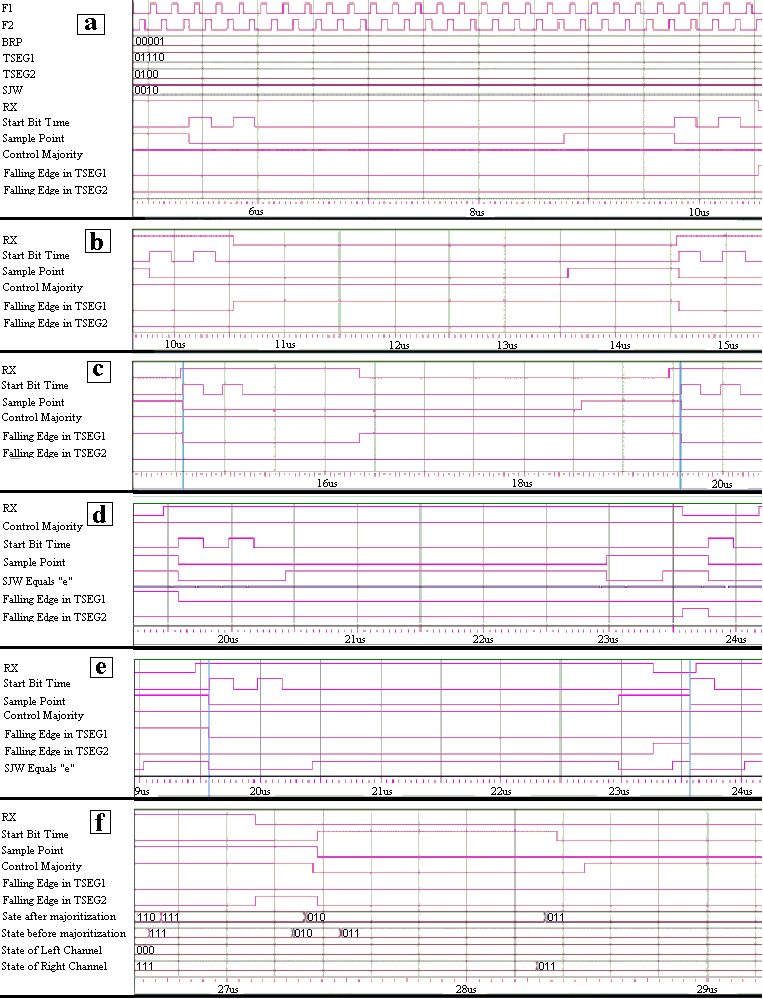 F1
a
F2
BRP 00001
TSEG1 01110
TSEG2 0100
SJW 0010
RX
Start Bit Time
Sample Point
Control Majority
Falling Edge in TSEG1
Falling Edge in TSEG2
6us 8us 10us
b
RX
Start Bit Time
Sample Point
Control Majority
Falling Edge in TSEG1
Falling Edge in TSEG2
10us 11us 12us 13us 14us 15us
c
RX
Start Bit Time
Sample Point
Control Majority
Falling Edge in TSEG1
Falling Edge in TSEG2
16us 18us 20us
d
RX
Control Majority
Start Bit Time
Sample Point
SJW Equals "e"
Falling Edge in TSEG1
Falling Edge in TSEG2
20us 21us 22us 23us 24us
e
RX
Start Bit Time
Sample Point
Control Majority
Falling Edge in TSEG1
Falling Edge in TSEG2
SJW Equals "e"
9us 20us 21us 22us 23us 24us
f
RX
Start Bit Time
Sample Point
Control Majority
Falling Edge in TSEG1
Falling Edge in TSEG2
Sate after majoritization 110 111 010 011
State before majoritization 111 010 011
State of Left Channel 000
State of Right Channel 111 011
27us 28us 29us